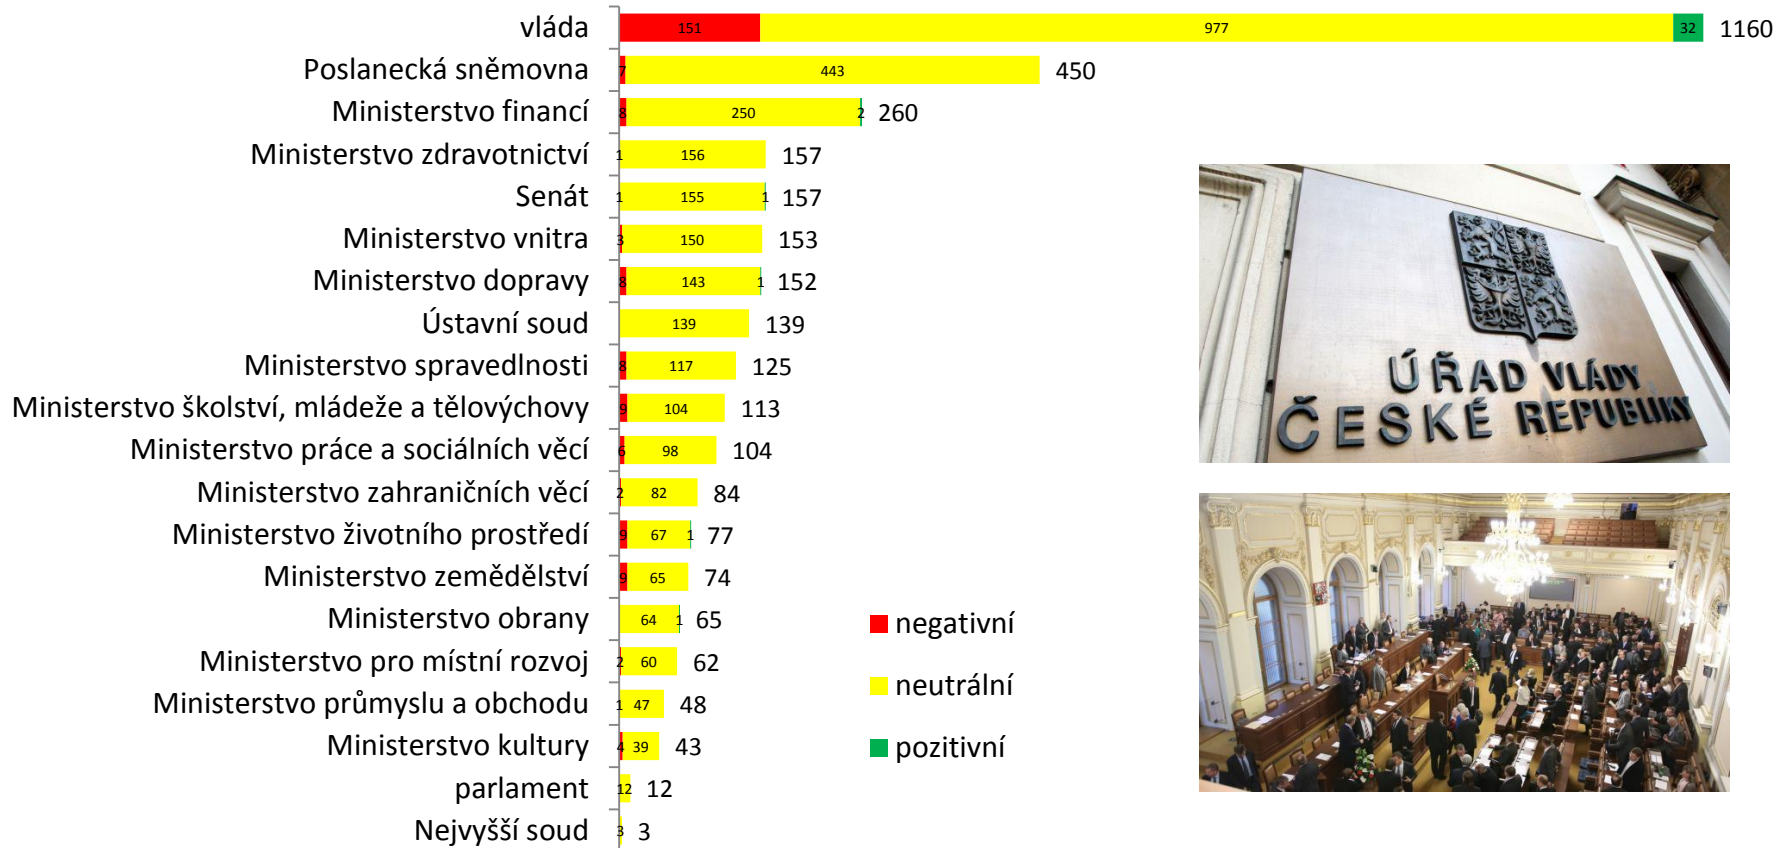 vláda 151 977 32 1160
Poslanecká sněmovna 7 443 450
Ministerstvo financí 8 250 2 260
Ministerstvo zdravotnictví 1 156 157
Senát 1 155 1 157
Ministerstvo vnitra 3 150 153
Ministerstvo dopravy 8 143 1 152
Ústavní soud 139 139
Ministerstvo spravedlnosti 8 117 125
Ministerstvo školství, mládeže a tělovýchovy 9 104 113
Ministerstvo práce a sociálních věcí 6 98 104
Ministerstvo zahraničních věcí 2 82 84
Ministerstvo životního prostředí 9 67 1 77
Ministerstvo zemědělství 9 65 74
Ministerstvo obrany 64 1 65
Ministerstvo pro místní rozvoj 2 60 62
Ministerstvo průmyslu a obchodu 1 47 48
Ministerstvo kultury 4 39 43
parlament 12 12
Nejvyšší soud 3 3
negativní
neutrální
pozitivní
ÚŘAD VLÁDY
ČESKÉ REPUBLIKY